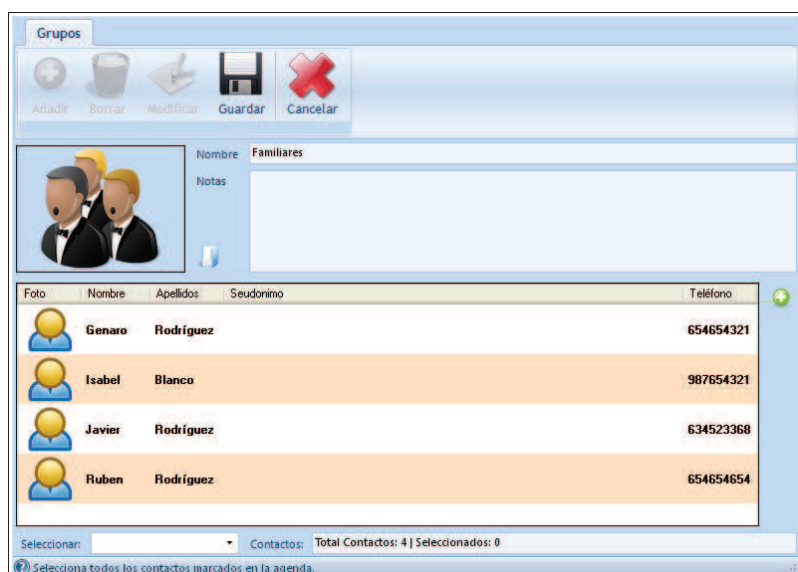 Grupos
Añadir Borrar Modificar Guardar Cancelar
Nombre Familiares
Notas
Foto Nombre Apellidos Seudonimo Teléfono
Genaro Rodríguez 654654321
Isabel Blanco 987654321
Javier Rodríguez 634523368
Ruben Rodríguez 654654654
Seleccionar: Contactos: Total Contactos: 4 | Seleccionados: 0
Selecciona todos los contactos marcados en la agenda.